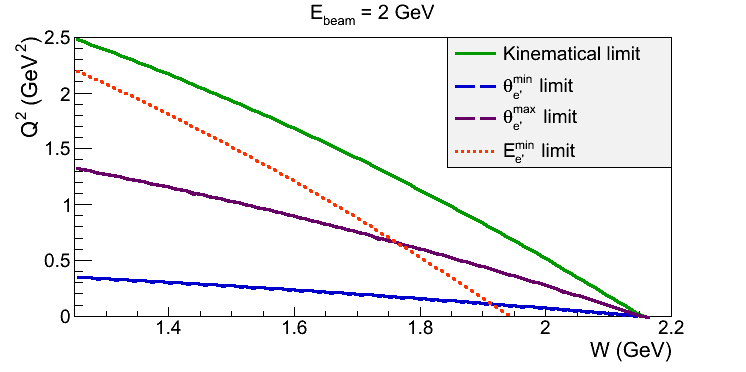 E_beam = 2 GeV
Q² (GeV²)
2.5
2
1.5
1
0.5
0
Kinematical limit
θ_e'^min limit
θ_e'^max limit
E_e'^min limit
1.4 1.6 1.8 2 2.2
W (GeV)